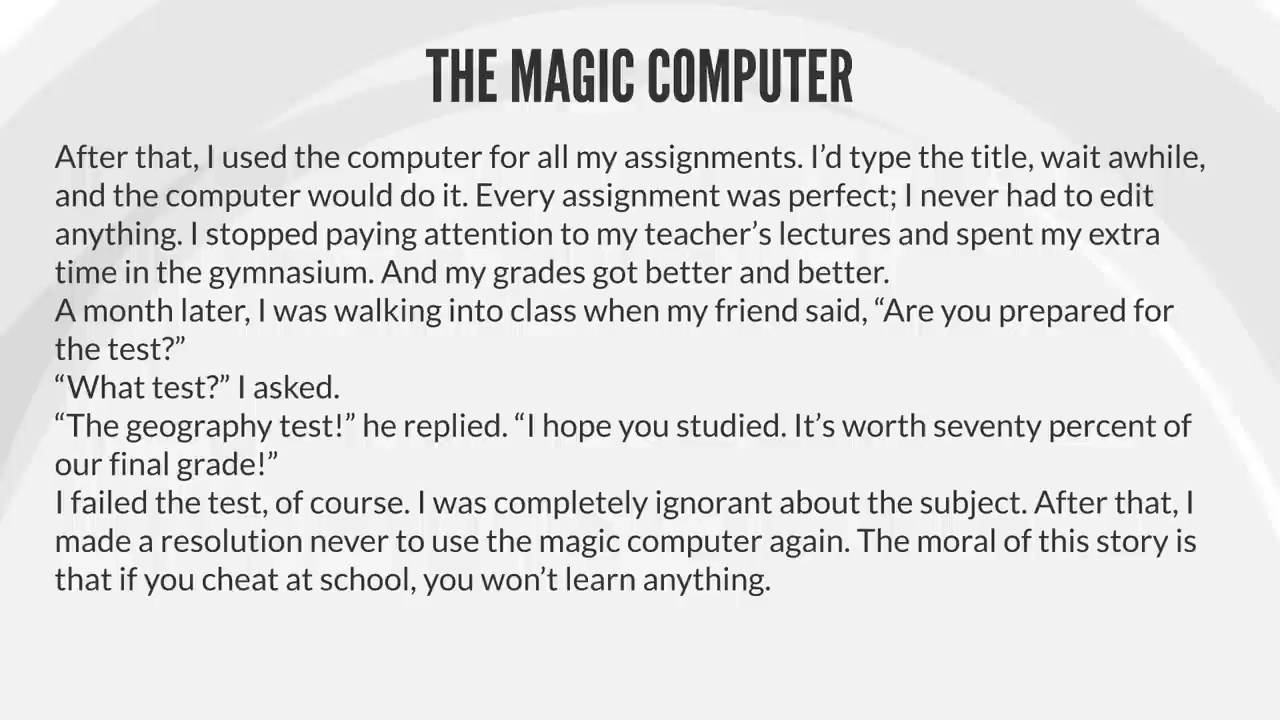 THE MAGIC COMPUTER
After that, I used the computer for all my assignments. I’d type the title, wait awhile,
and the computer would do it. Every assignment was perfect; I never had to edit
anything. I stopped paying attention to my teacher’s lectures and spent my extra
time in the gymnasium. And my grades got better and better.
A month later, I was walking into class when my friend said, “Are you prepared for
the test?”
“What test?” I asked.
“The geography test!” he replied. “I hope you studied. It’s worth seventy percent of
our final grade!”
I failed the test, of course. I was completely ignorant about the subject. After that, I
made a resolution never to use the magic computer again. The moral of this story is
that if you cheat at school, you won’t learn anything.